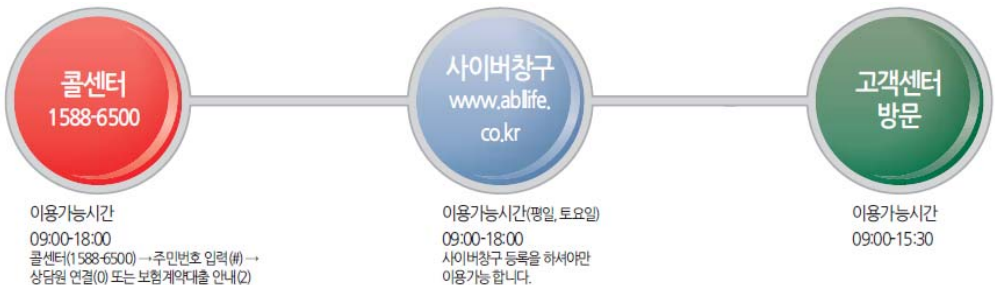 콜센터
1588-6500
사이버창구
www.abllife.
co.kr
고객센터
방문
이용가능시간
09:00-18:00
콜센터(1588-6500) →주민번호 입력(#) →
상담원 연결(0) 또는 보험계약대출 안내(2)
이용가능시간(평일, 토요일)
09:00-18:00
사이버창구 등록을 하셔야만
이용가능 합니다.
이용가능시간
09:00-15:30